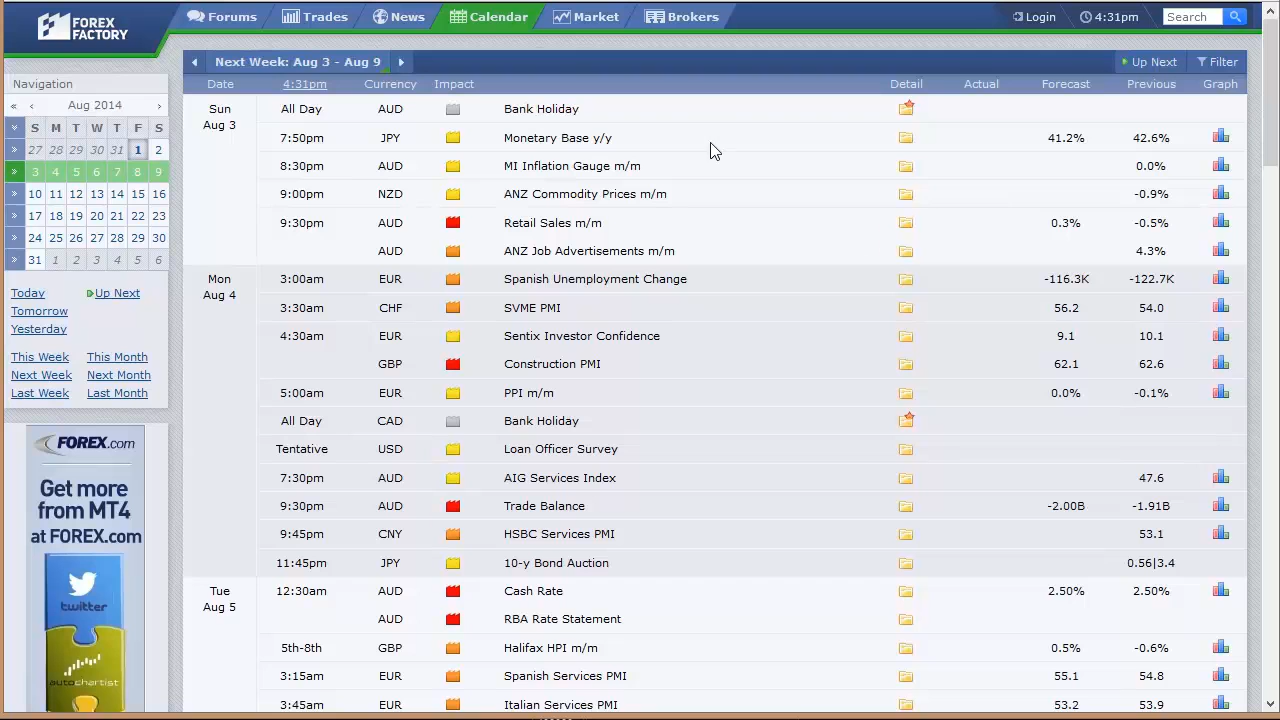 FOREX
FACTORY
Forums Trades News Calendar Market Brokers Login 4:31pm Search
Next Week: Aug 3 - Aug 9 Up Next Filter
Date 4:31pm Currency Impact Detail Actual Forecast Previous Graph
Navigation
« ‹ Aug 2014 ›
S M T W T F S
27 28 29 30 31 1 2
3 4 5 6 7 8 9
10 11 12 13 14 15 16
17 18 19 20 21 22 23
24 25 26 27 28 29 30
31 1 2 3 4 5 6
Today Up Next
Tomorrow
Yesterday
This Week This Month
Next Week Next Month
Last Week Last Month
FOREX.com
Get more
from MT4
at FOREX.com
twitter
autochartist
Sun
Aug 3
All Day AUD Bank Holiday
7:50pm JPY Monetary Base y/y 41.2% 42.6%
8:30pm AUD MI Inflation Gauge m/m 0.0%
9:00pm NZD ANZ Commodity Prices m/m -0.9%
9:30pm AUD Retail Sales m/m 0.3% -0.5%
AUD ANZ Job Advertisements m/m 4.3%
Mon
Aug 4
3:00am EUR Spanish Unemployment Change -116.3K -122.7K
3:30am CHF SVME PMI 56.2 54.0
4:30am EUR Sentix Investor Confidence 9.1 10.1
GBP Construction PMI 62.1 62.6
5:00am EUR PPI m/m 0.0% -0.1%
All Day CAD Bank Holiday
Tentative USD Loan Officer Survey
7:30pm AUD AIG Services Index 47.6
9:30pm AUD Trade Balance -2.00B -1.91B
9:45pm CNY HSBC Services PMI 53.1
11:45pm JPY 10-y Bond Auction 0.56|3.4
Tue
Aug 5
12:30am AUD Cash Rate 2.50% 2.50%
AUD RBA Rate Statement
5th-8th GBP Halifax HPI m/m 0.5% -0.6%
3:15am EUR Spanish Services PMI 55.1 54.8
3:45am EUR Italian Services PMI 53.2 53.9